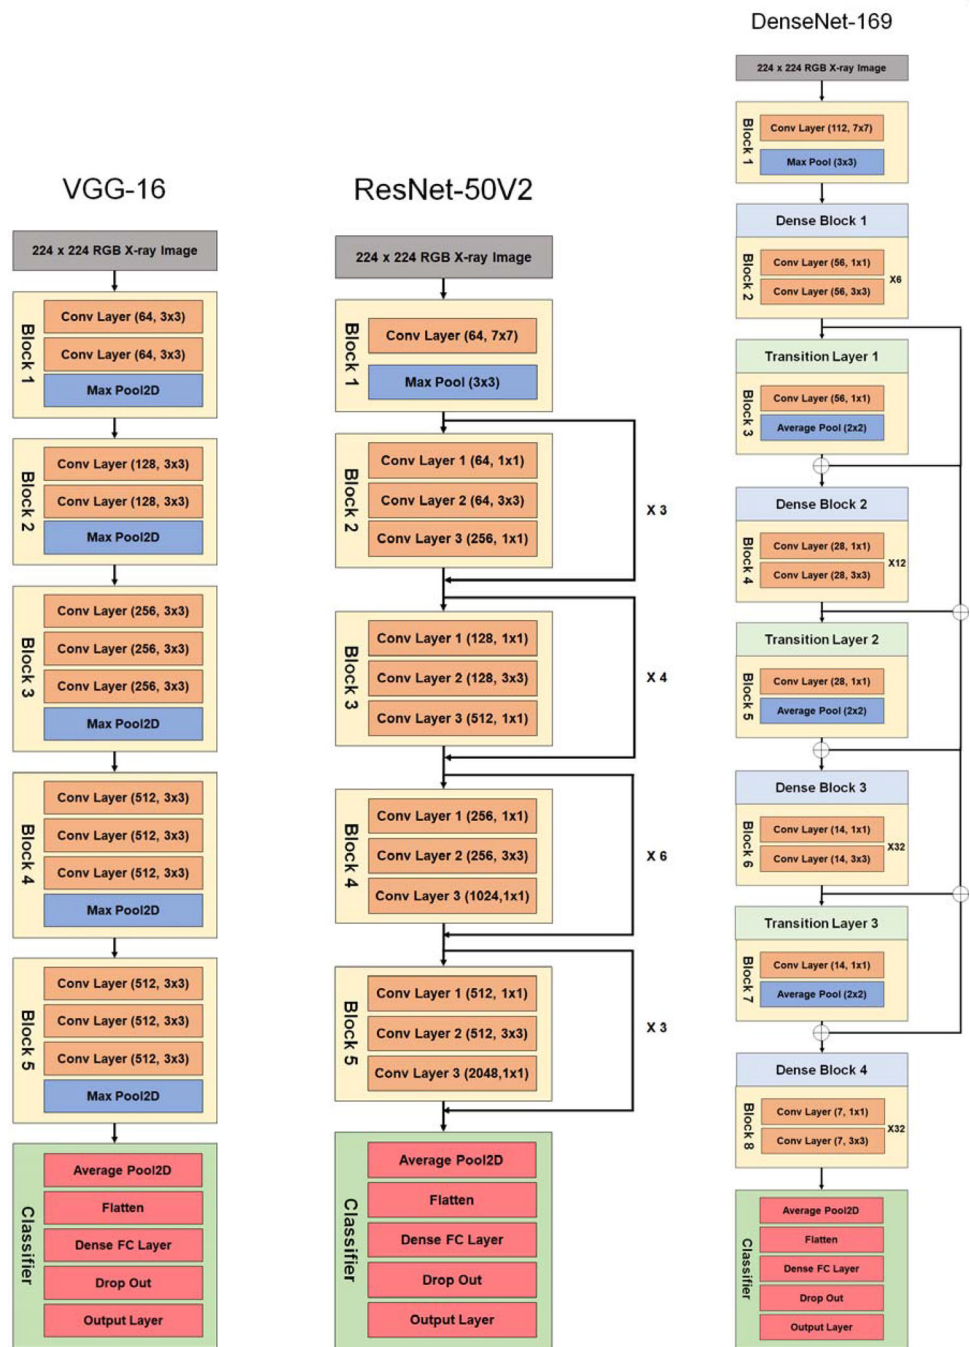 VGG-16
224 x 224 RGB X-ray Image
Block 1
Conv Layer (64, 3x3)
Conv Layer (64, 3x3)
Max Pool2D
Block 2
Conv Layer (128, 3x3)
Conv Layer (128, 3x3)
Max Pool2D
Block 3
Conv Layer (256, 3x3)
Conv Layer (256, 3x3)
Conv Layer (256, 3x3)
Max Pool2D
Block 4
Conv Layer (512, 3x3)
Conv Layer (512, 3x3)
Conv Layer (512, 3x3)
Max Pool2D
Block 5
Conv Layer (512, 3x3)
Conv Layer (512, 3x3)
Conv Layer (512, 3x3)
Max Pool2D
Classifier
Average Pool2D
Flatten
Dense FC Layer
Drop Out
Output Layer
ResNet-50V2
224 x 224 RGB X-ray Image
Block 1
Conv Layer (64, 7x7)
Max Pool (3x3)
Block 2
Conv Layer 1 (64, 1x1)
Conv Layer 2 (64, 3x3)
Conv Layer 3 (256, 1x1)
X 3
Block 3
Conv Layer 1 (128, 1x1)
Conv Layer 2 (128, 3x3)
Conv Layer 3 (512, 1x1)
X 4
Block 4
Conv Layer 1 (256, 1x1)
Conv Layer 2 (256, 3x3)
Conv Layer 3 (1024,1x1)
X 6
Block 5
Conv Layer 1 (512, 1x1)
Conv Layer 2 (512, 3x3)
Conv Layer 3 (2048,1x1)
X 3
Classifier
Average Pool2D
Flatten
Dense FC Layer
Drop Out
Output Layer
DenseNet-169
224 x 224 RGB X-ray Image
Block 1
Conv Layer (112, 7x7)
Max Pool (3x3)
Dense Block 1
Block 2
Conv Layer (56, 1x1)
Conv Layer (56, 3x3)
X6
Transition Layer 1
Block 3
Conv Layer (56, 1x1)
Average Pool (2x2)
Dense Block 2
Block 4
Conv Layer (28, 1x1)
Conv Layer (28, 3x3)
X12
Transition Layer 2
Block 5
Conv Layer (28, 1x1)
Average Pool (2x2)
Dense Block 3
Block 6
Conv Layer (14, 1x1)
Conv Layer (14, 3x3)
X32
Transition Layer 3
Block 7
Conv Layer (14, 1x1)
Average Pool (2x2)
Dense Block 4
Block 8
Conv Layer (7, 1x1)
Conv Layer (7, 3x3)
X32
Classifier
Average Pool2D
Flatten
Dense FC Layer
Drop Out
Output Layer